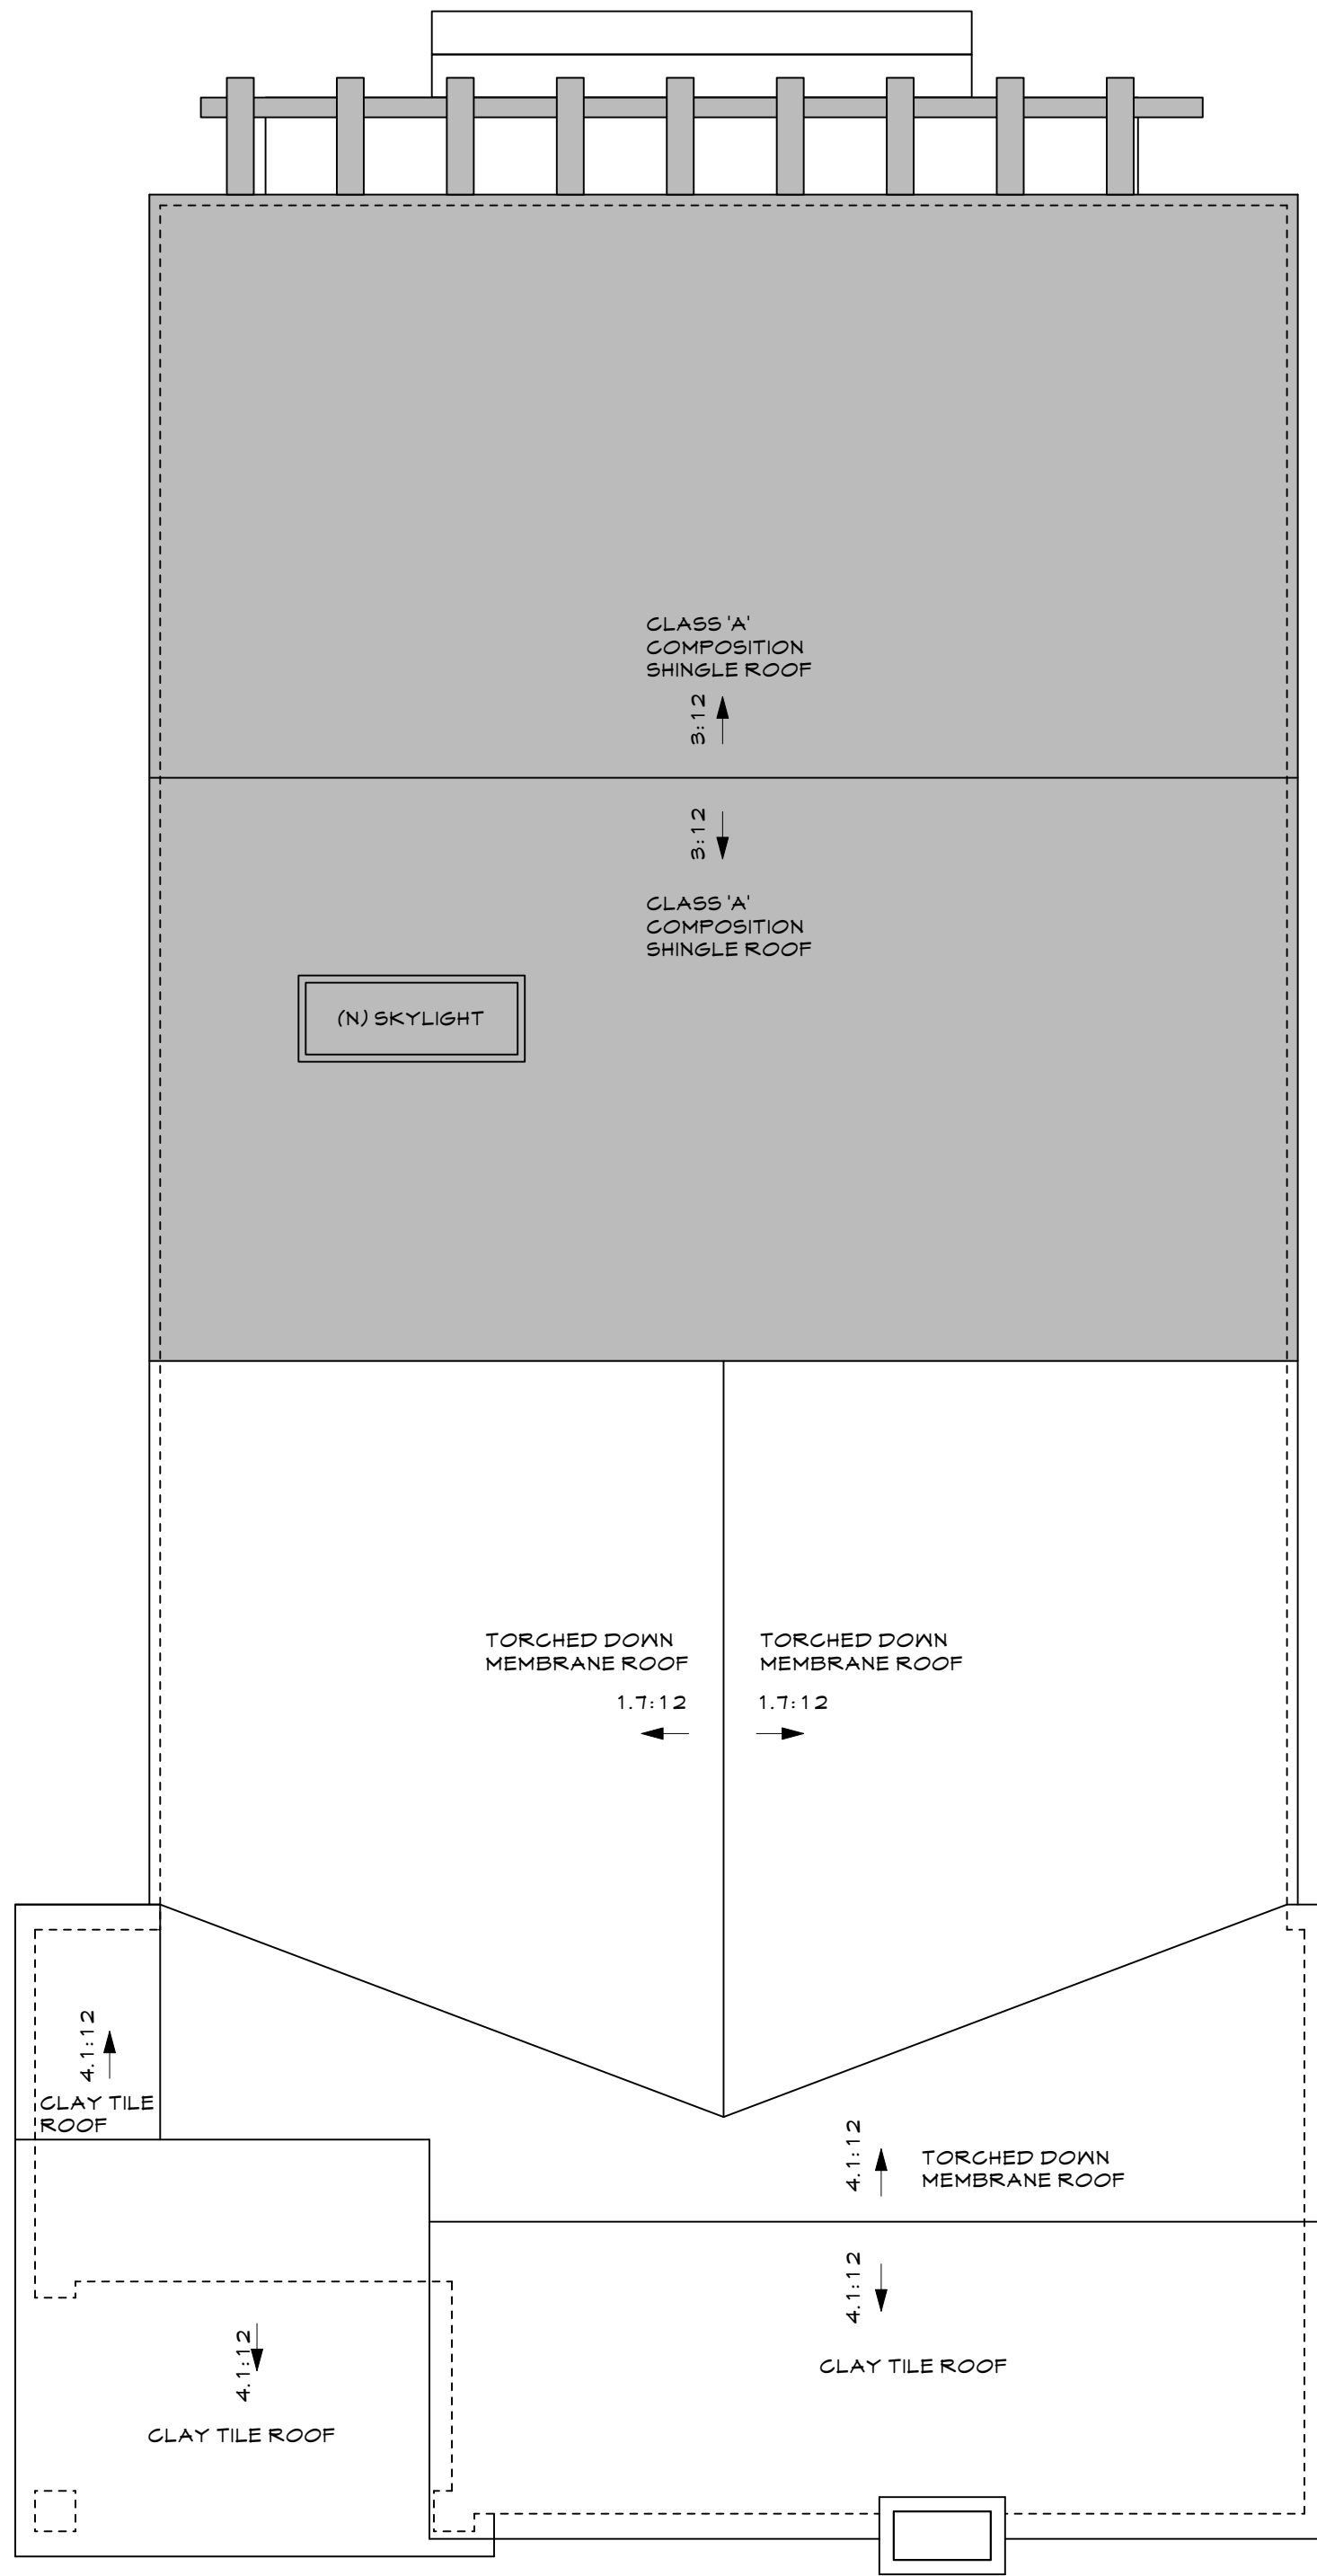 CLASS 'A'
COMPOSITION
SHINGLE ROOF
3:12
3:12
CLASS 'A'
COMPOSITION
SHINGLE ROOF
(N) SKYLIGHT
TORCHED DOWN
MEMBRANE ROOF
1.7:12
TORCHED DOWN
MEMBRANE ROOF
1.7:12
4.1:12
CLAY TILE
ROOF
4.1:12
TORCHED DOWN
MEMBRANE ROOF
4.1:12
CLAY TILE ROOF
4.1:12
CLAY TILE ROOF